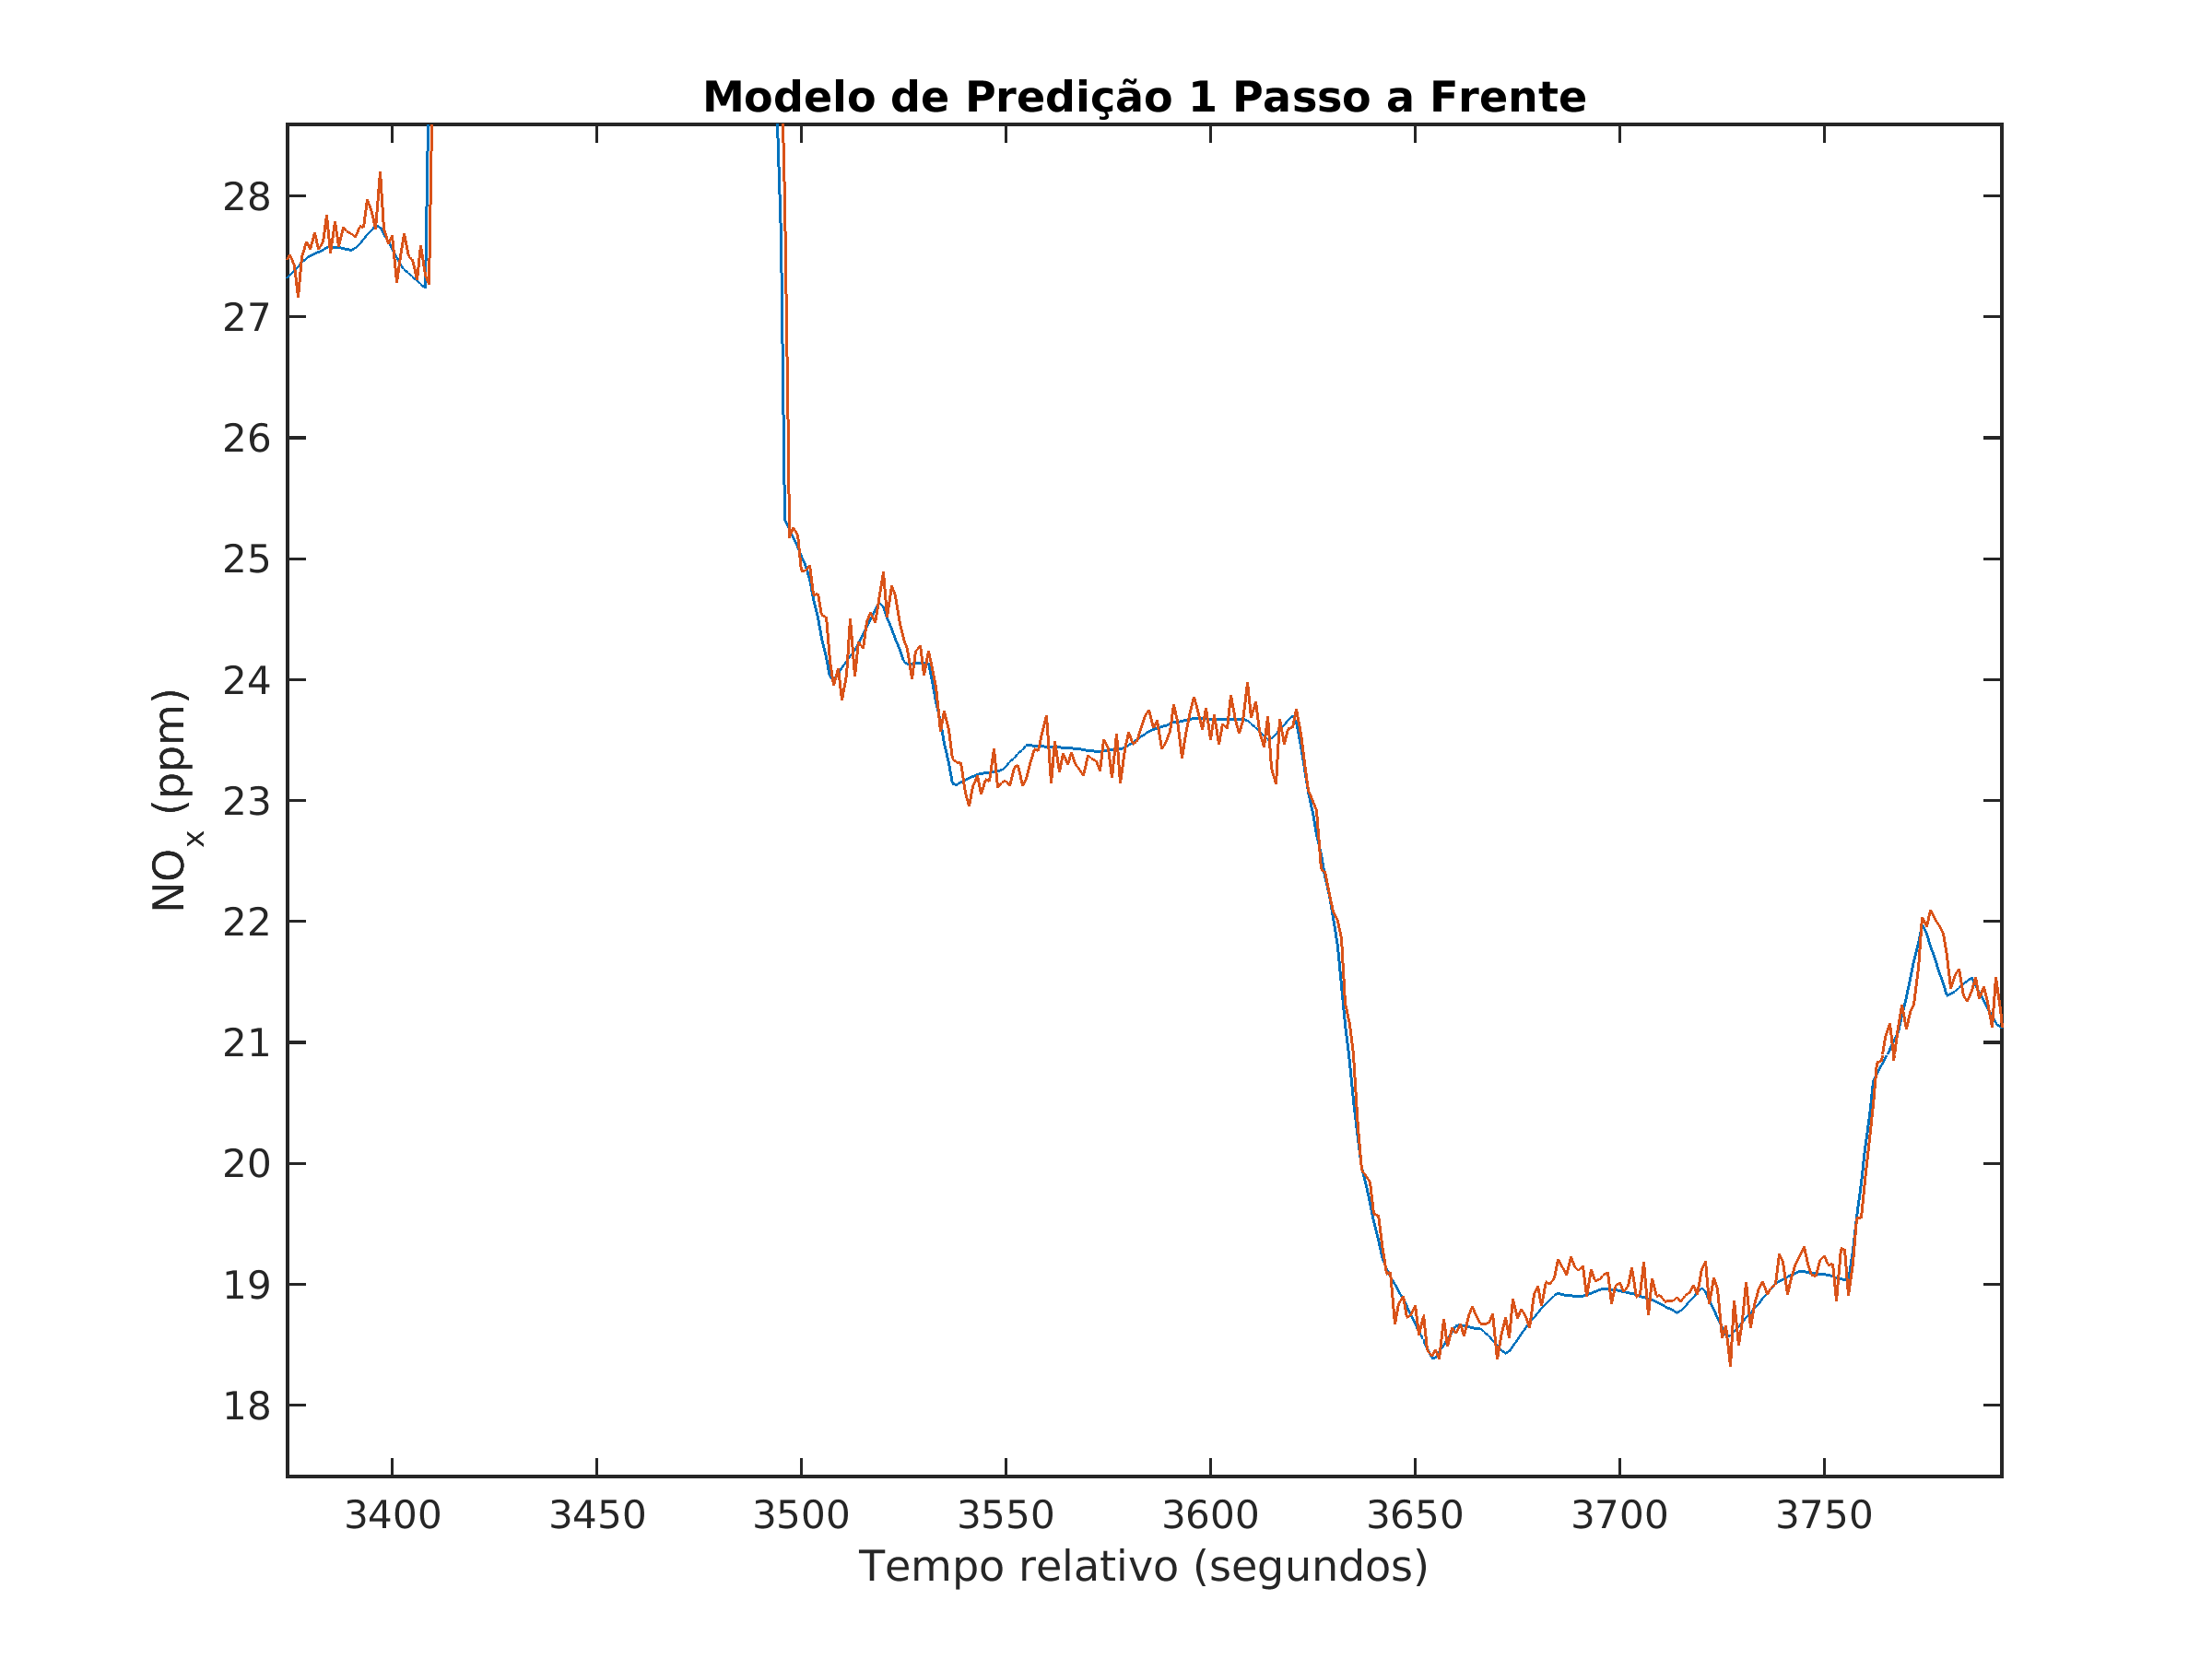 Modelo de Predição 1 Passo a Frente
28
27
26
25
24
23
22
21
20
19
18
NOx (ppm)
3400 3450 3500 3550 3600 3650 3700 3750
Tempo relativo (segundos)